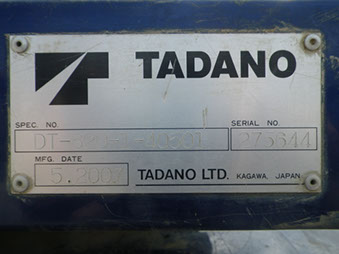 TADANO
SPEC. NO.
SERIAL NO.
275644
MFG. DATE
5.2007
TADANO LTD. KAGAWA, JAPAN